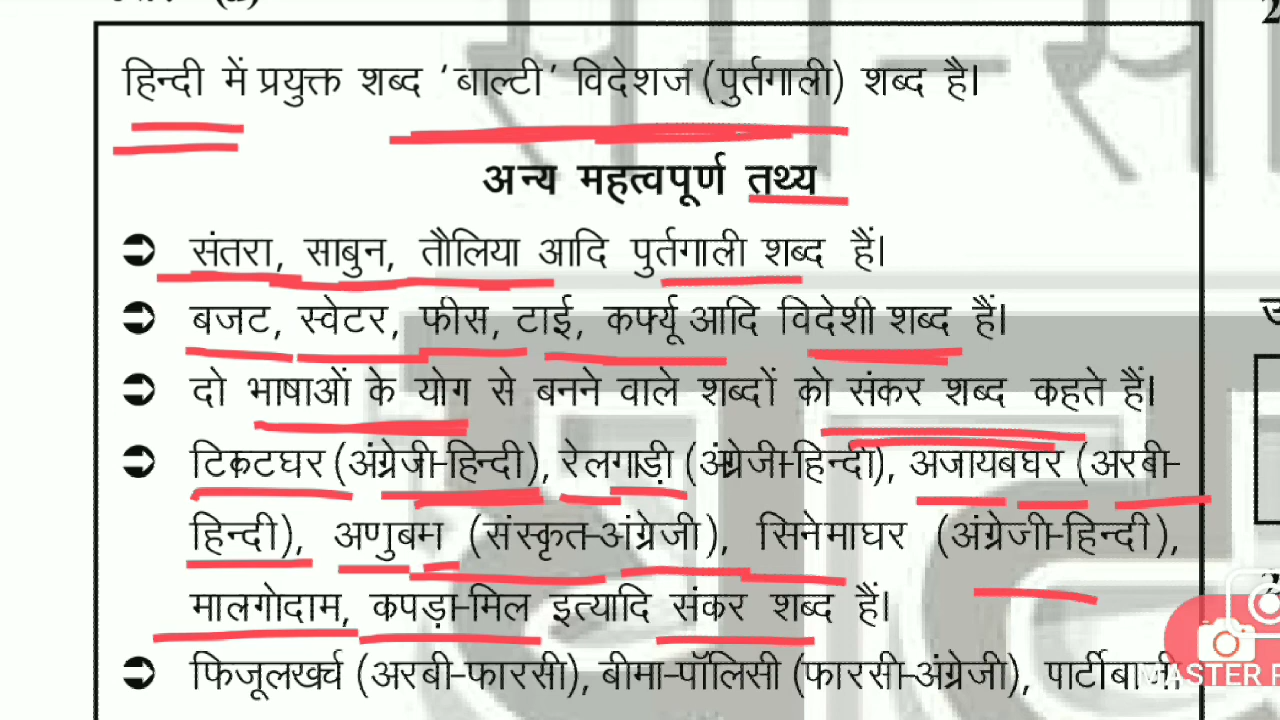 हिन्दी में प्रयुक्त शब्द ‘बाल्टी’ विदेशज (पुर्तगाली) शब्द है।
अन्य महत्वपूर्ण तथ्य
➲ संतरा, साबुन, तौलिया आदि पुर्तगाली शब्द हैं।
➲ बजट, स्वेटर, फीस, टाई, कर्फ्यू आदि विदेशी शब्द हैं।
➲ दो भाषाओं के योग से बनने वाले शब्दों को संकर शब्द कहते हैं।
➲ टिकटघर (अंग्रेजी-हिन्दी), रेलगाड़ी (अंग्रेजी-हिन्दी), अजायबघर (अरबी-
हिन्दी), अणुबम (संस्कृत-अंग्रेजी), सिनेमाघर (अंग्रेजी-हिन्दी),
मालगोदाम, कपड़ा-मिल इत्यादि संकर शब्द हैं।
➲ फिजूलखर्च (अरबी-फारसी), बीमा-पॉलिसी (फारसी-अंग्रेजी), पार्टीबाजी
MASTER